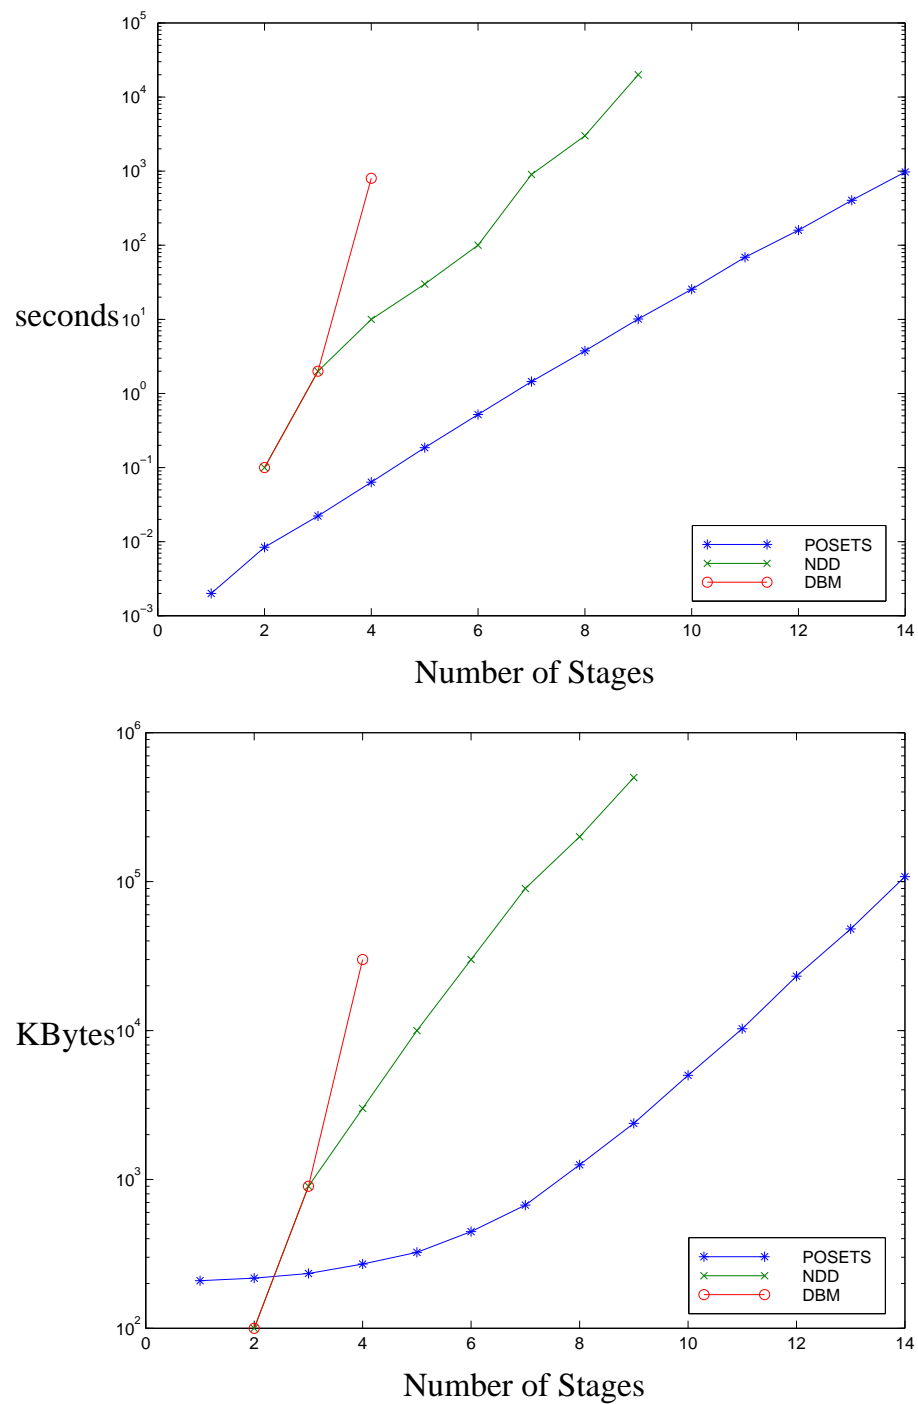 10^5
10^4
10^3
10^2
seconds
10^1
10^0
10^−1
10^−2
10^−3
POSETS
NDD
DBM
0 2 4 6 8 10 12 14
Number of Stages
10^6
10^5
KBytes
10^4
10^3
10^2
POSETS
NDD
DBM
0 2 4 6 8 10 12 14
Number of Stages